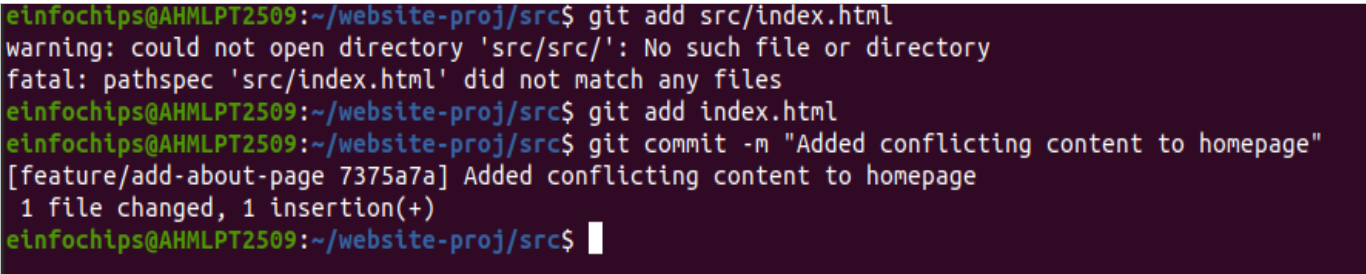 einfochips@AHMLPT2509:~/website-proj/src$ git add src/index.html
warning: could not open directory 'src/src/': No such file or directory
fatal: pathspec 'src/index.html' did not match any files
einfochips@AHMLPT2509:~/website-proj/src$ git add index.html
einfochips@AHMLPT2509:~/website-proj/src$ git commit -m "Added conflicting content to homepage"
[feature/add-about-page 7375a7a] Added conflicting content to homepage
 1 file changed, 1 insertion(+)
einfochips@AHMLPT2509:~/website-proj/src$